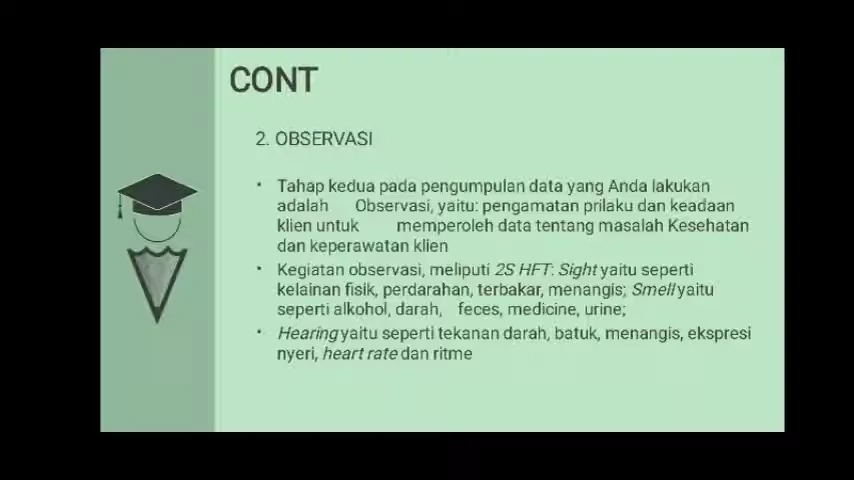 CONT
2. OBSERVASI
• Tahap kedua pada pengumpulan data yang Anda lakukan
adalah Observasi, yaitu: pengamatan prilaku dan keadaan
klien untuk memperoleh data tentang masalah Kesehatan
dan keperawatan klien
• Kegiatan observasi, meliputi 2S HFT: Sight yaitu seperti
kelainan fisik, perdarahan, terbakar, menangis; Smell yaitu
seperti alkohol, darah, feces, medicine, urine;
• Hearing yaitu seperti tekanan darah, batuk, menangis, ekspresi
nyeri, heart rate dan ritme